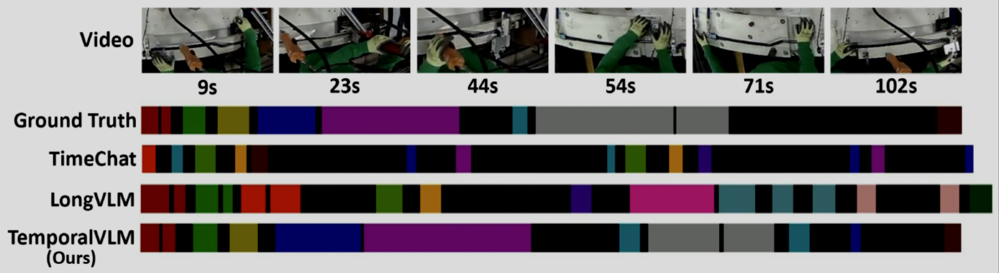 Video
9s 23s 44s 54s 71s 102s
Ground Truth
TimeChat
LongVLM
TemporalVLM
(Ours)